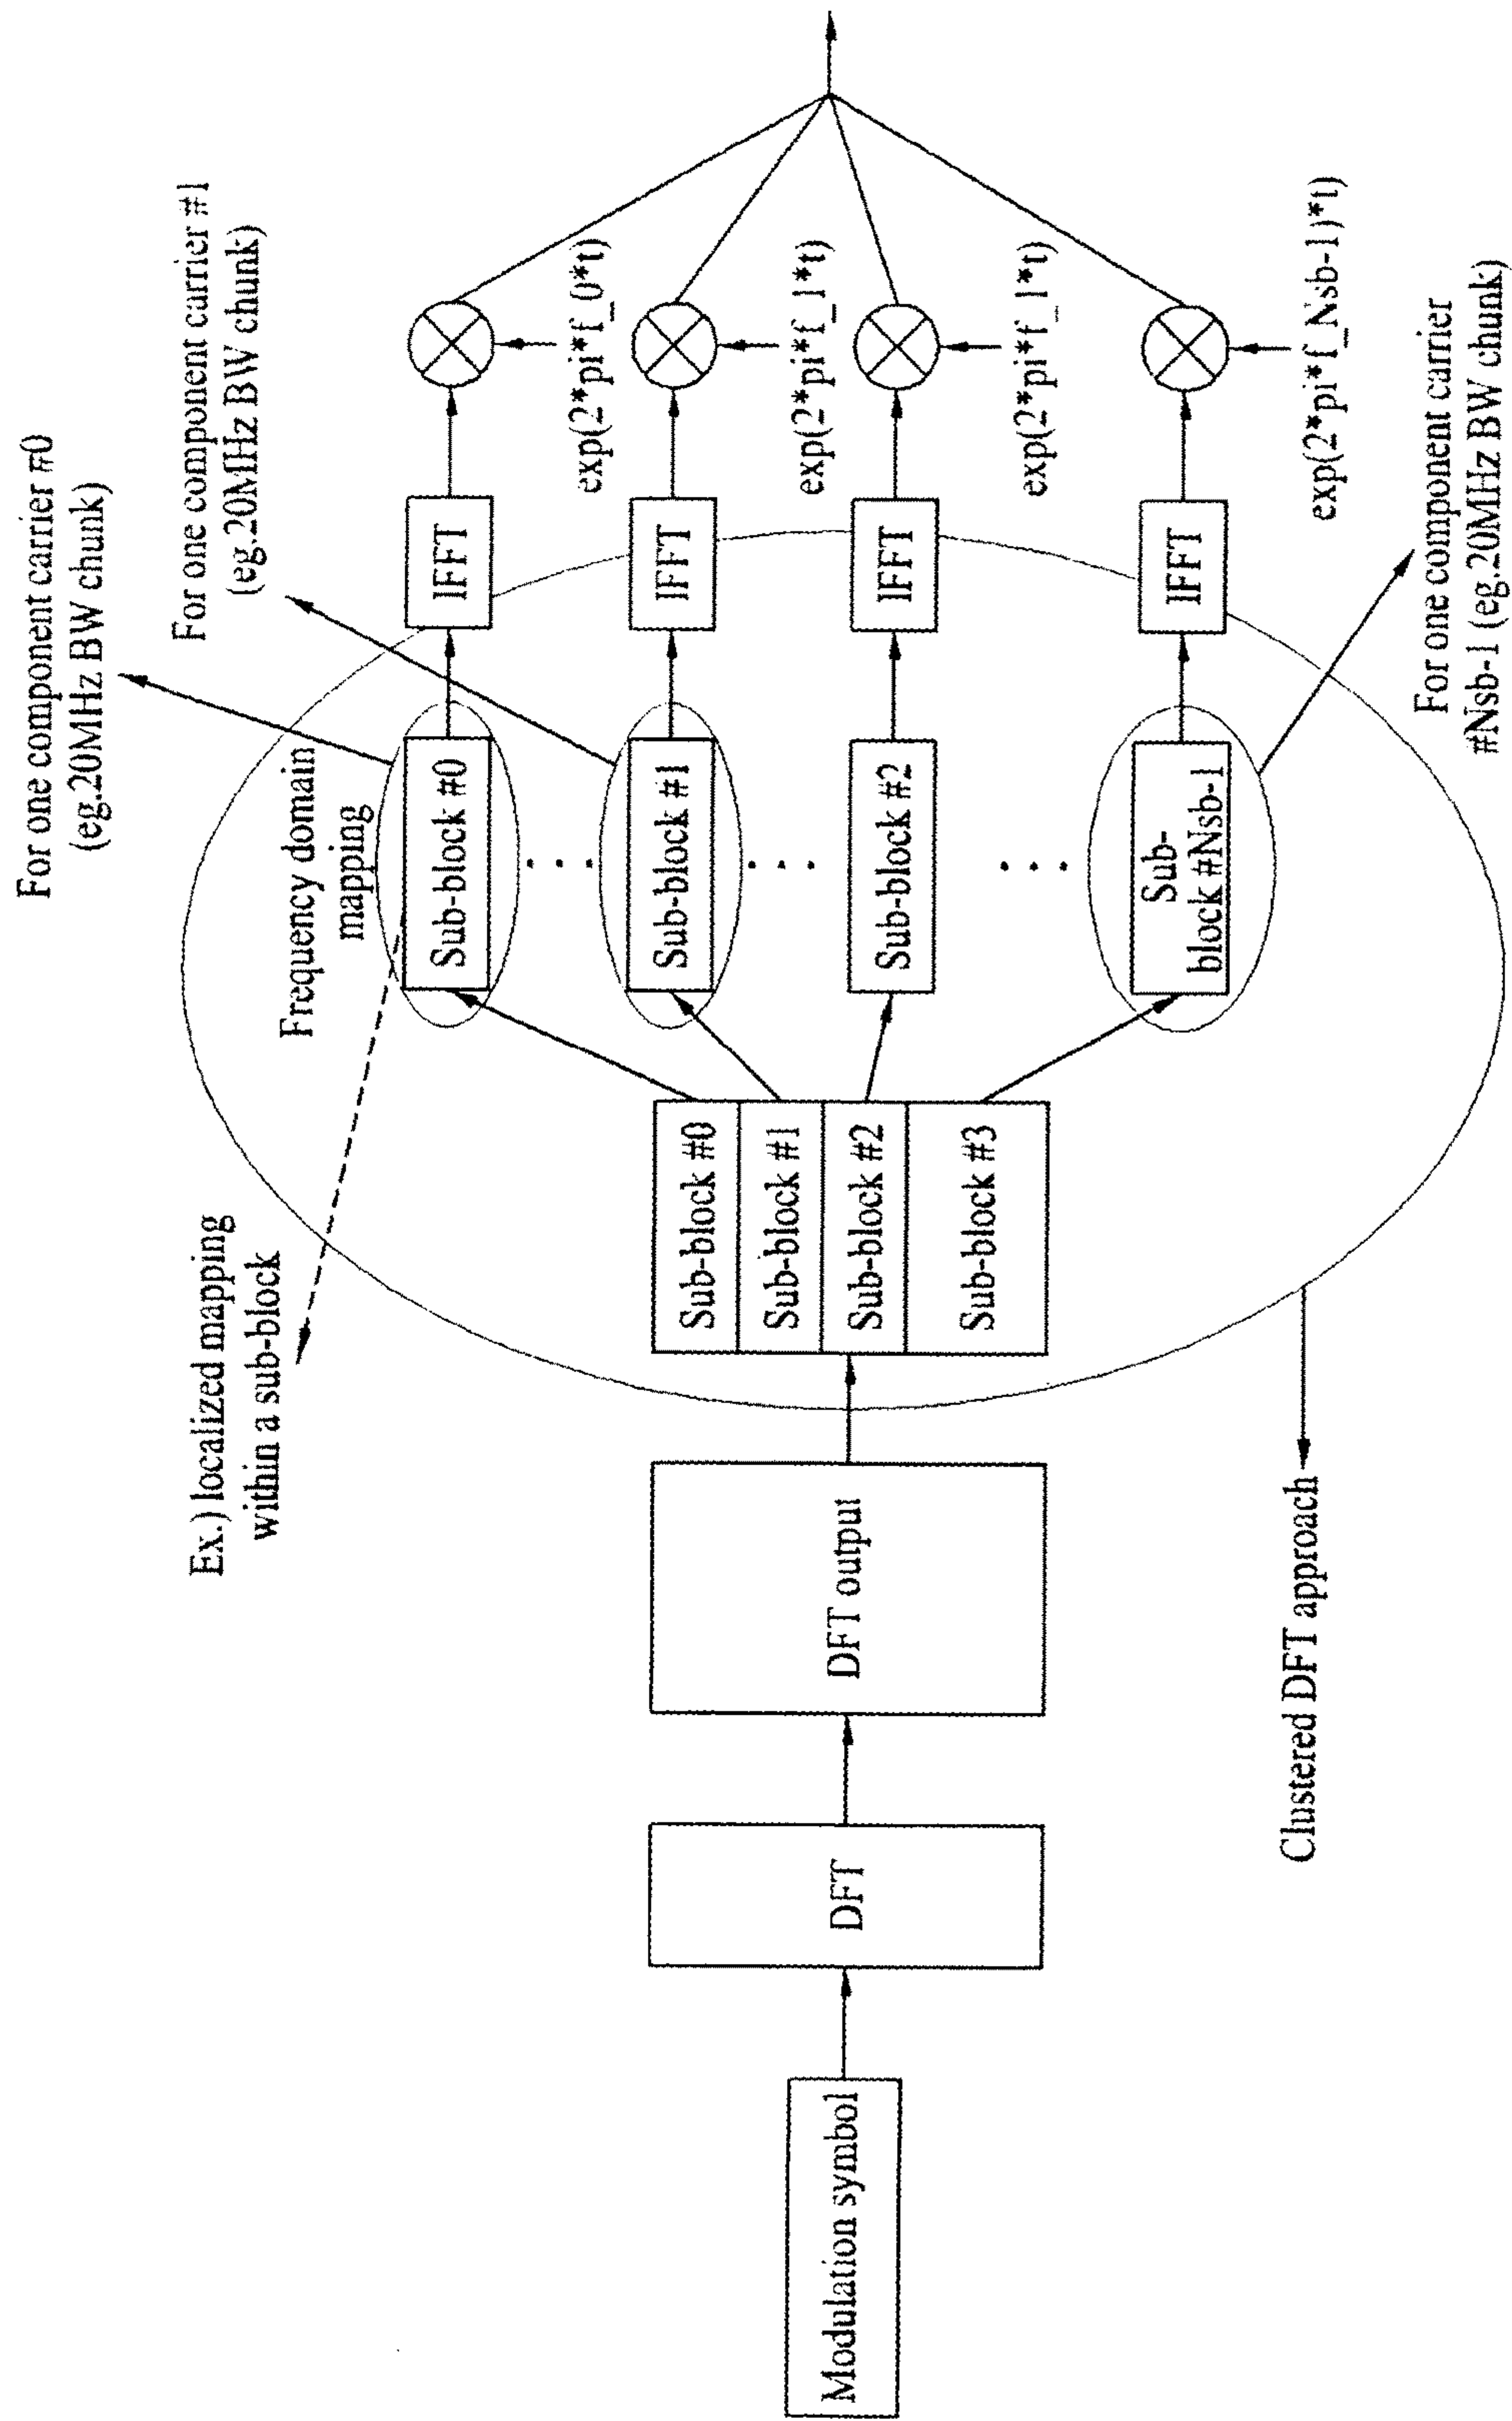 For one component carrier #0
(eg.20MHz BW chunk)
For one component carrier #1
(eg.20MHz BW chunk)
Ex.) localized mapping
within a sub-block
Frequency domain
mapping
Modulation symbol
DFT
DFT output
Sub-block #0
Sub-block #1
Sub-block #2
Sub-block #3
Sub-block #0
IFFT
exp(2*pi*f_0*t)
Sub-block #1
IFFT
exp(2*pi*f_1*t)
Sub-block #2
IFFT
exp(2*pi*f_1*t)
Sub-
block #Nsb-1
IFFT
exp(2*pi*f_Nsb-1)*t)
Clustered DFT approach
For one component carrier
#Nsb-1 (eg.20MHz BW chunk)